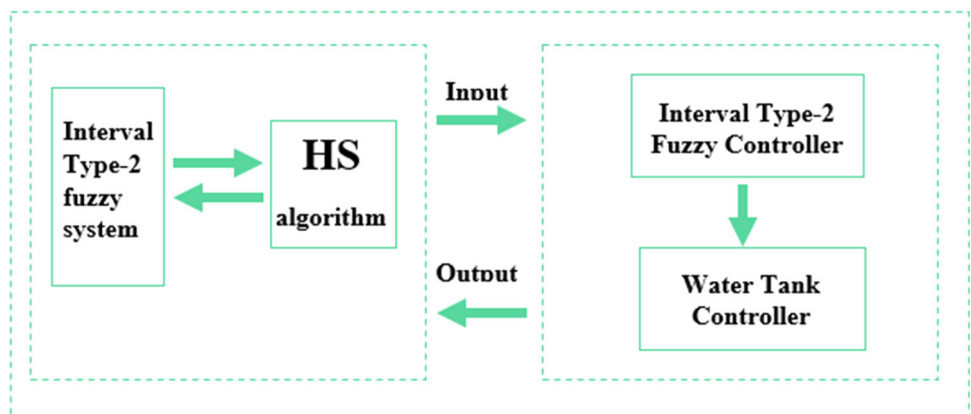 Interval
Type-2
fuzzy
system
HS
algorithm
Input
Output
Interval Type-2
Fuzzy Controller
Water Tank
Controller